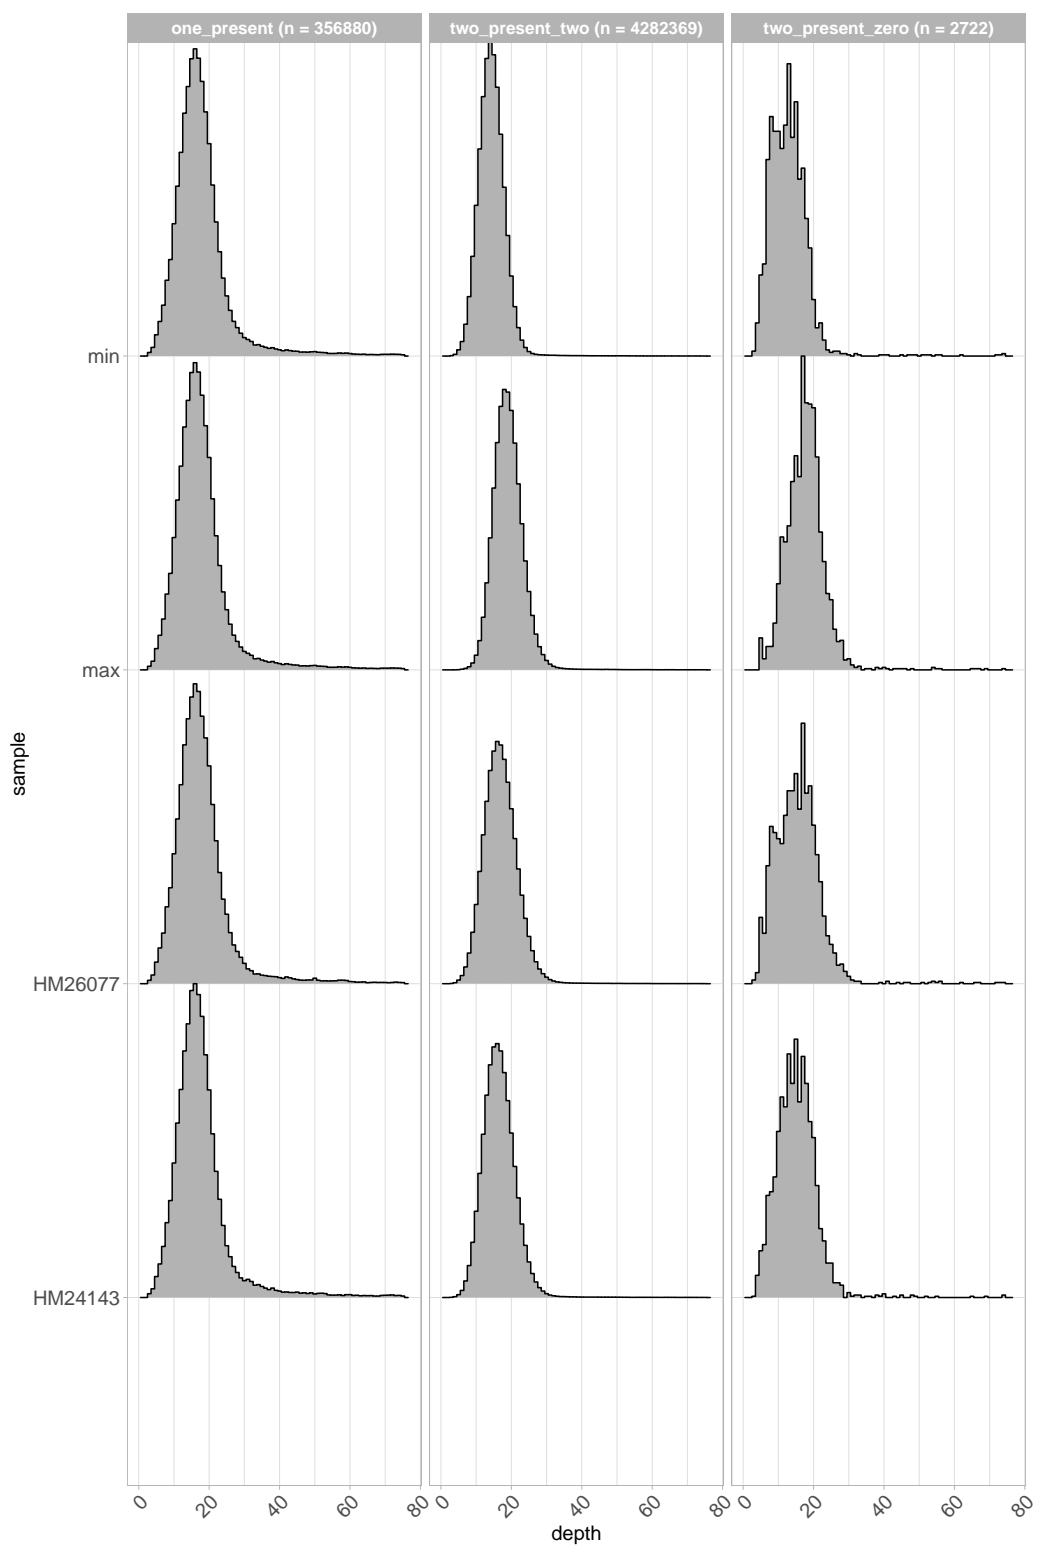 one_present (n = 356880)
two_present_two (n = 4282369)
two_present_zero (n = 2722)
min
max
HM26077
HM24143
sample
0 20 40 60 80 0 20 40 60 80 0 20 40 60 80
depth